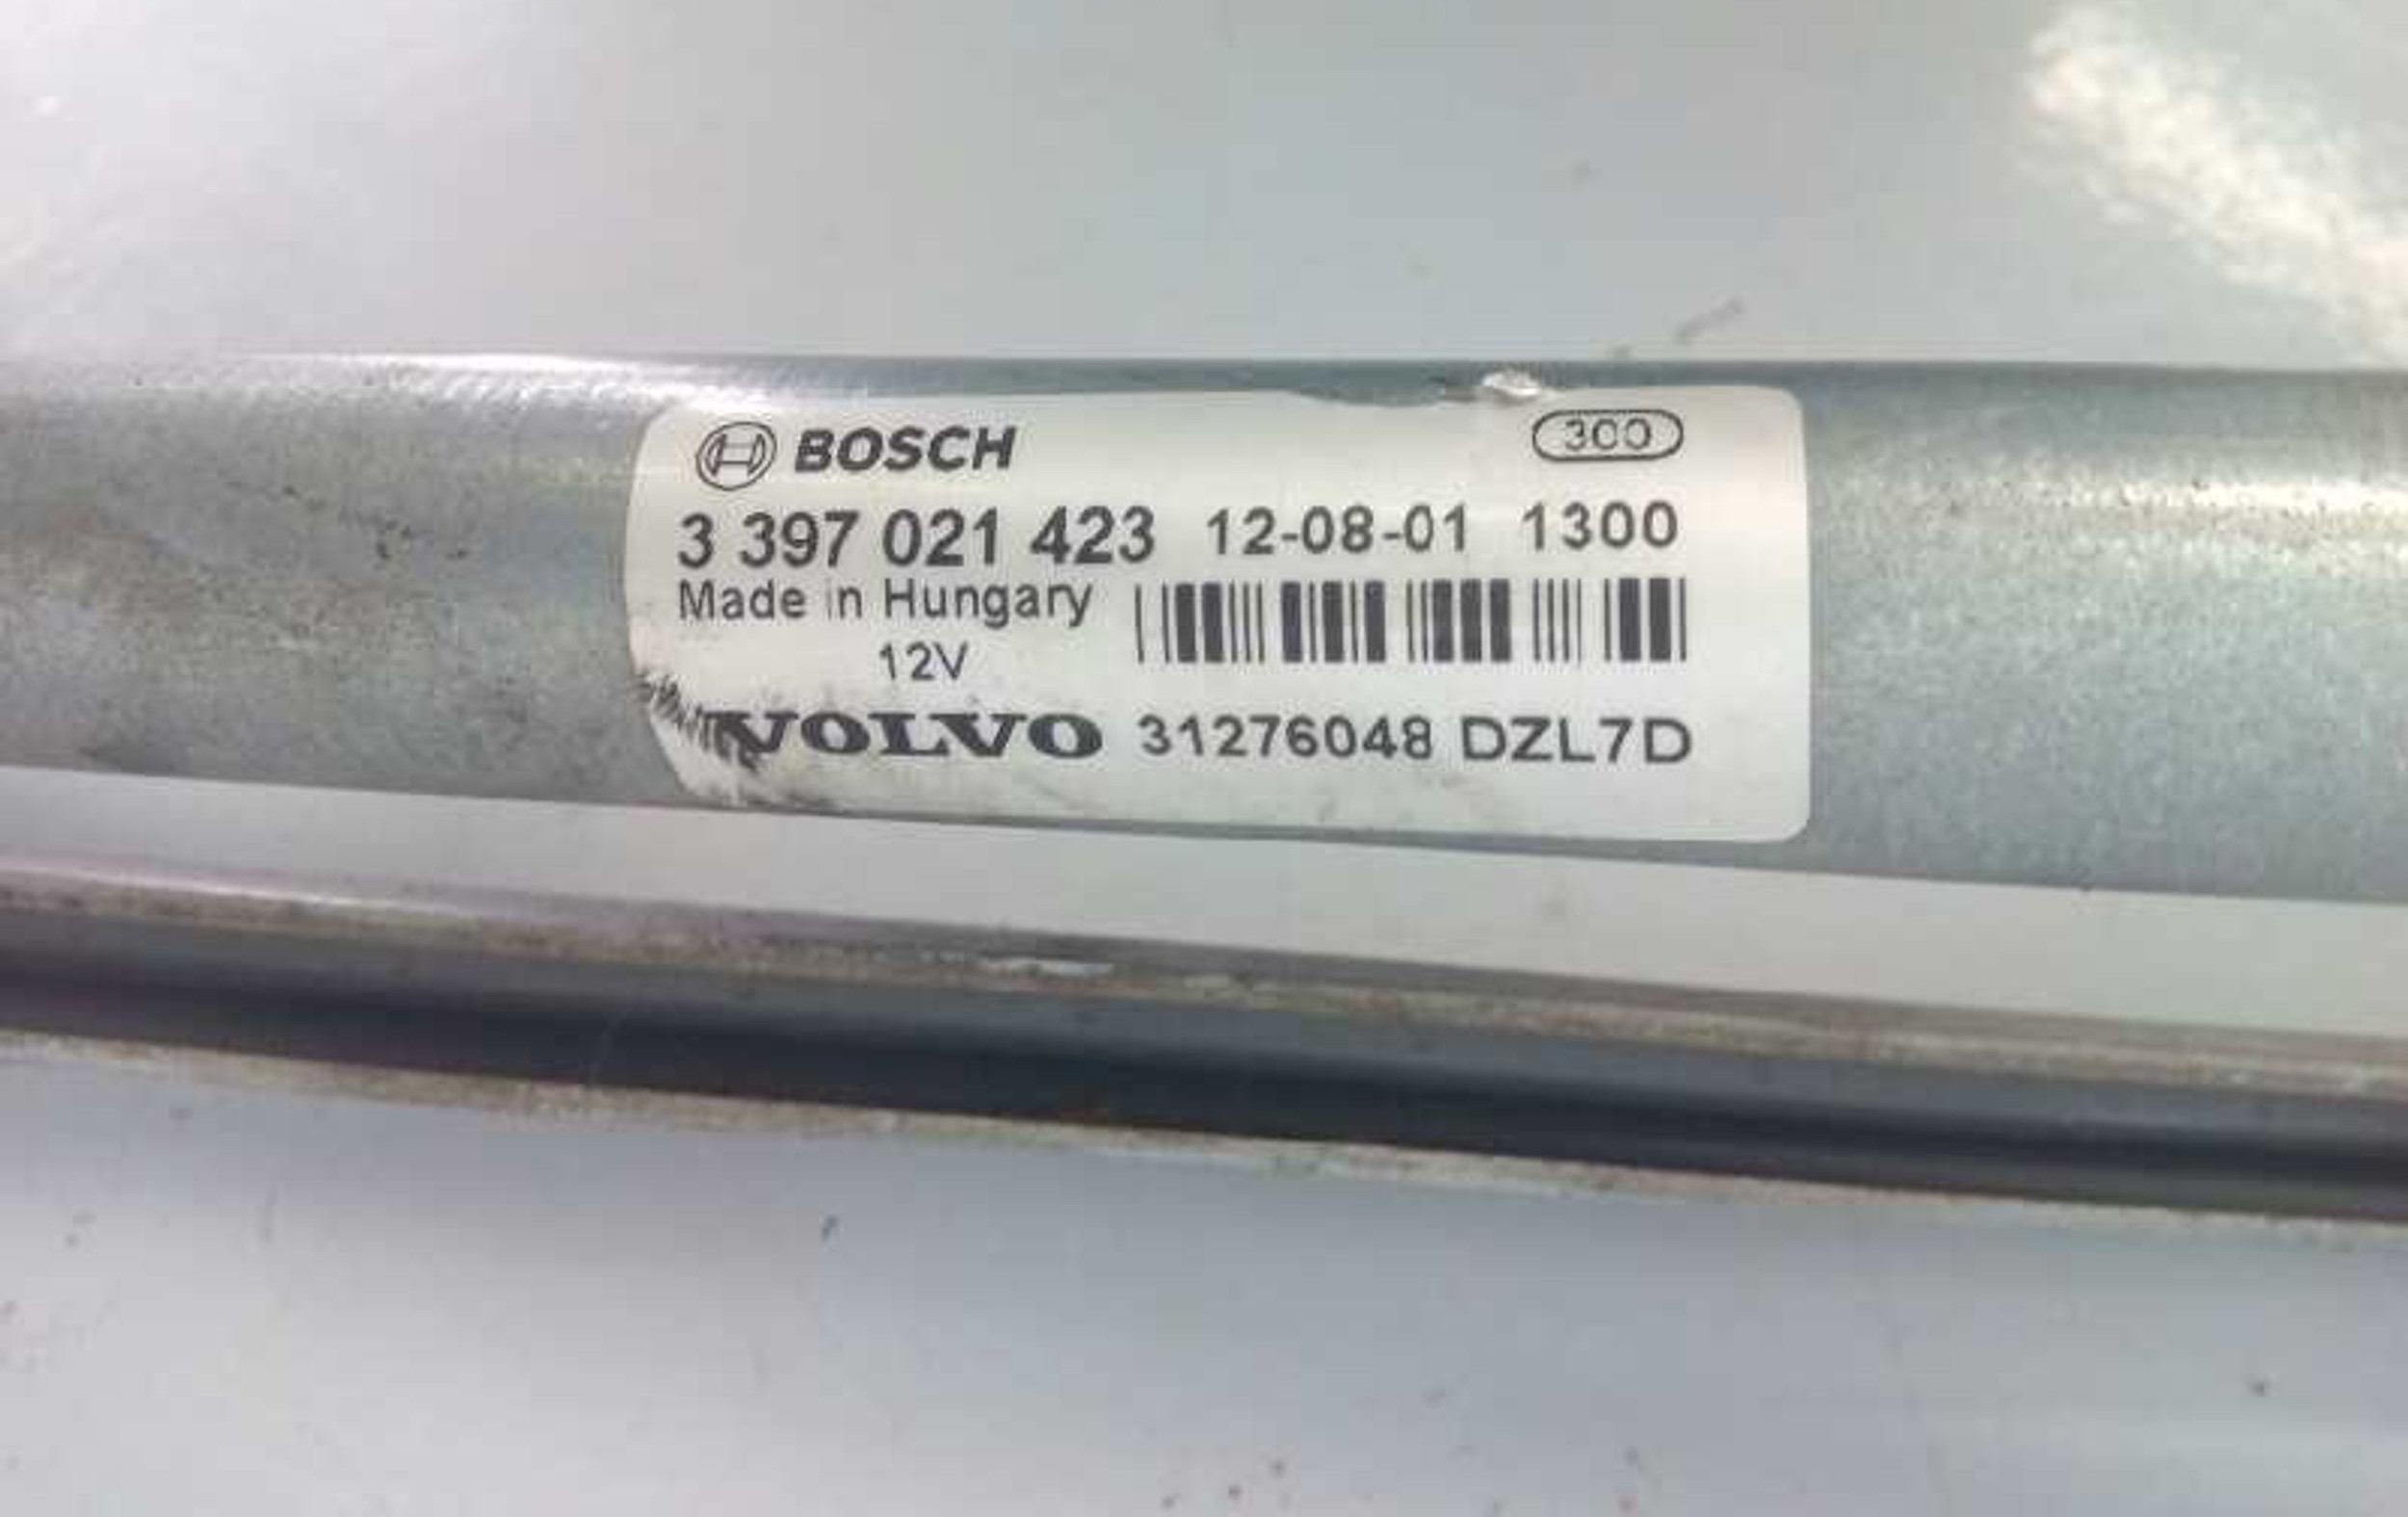 BOSCH 300
3 397 021 423 12-08-01 1300
Made in Hungary
12V
VOLVO 31276048 DZL7D